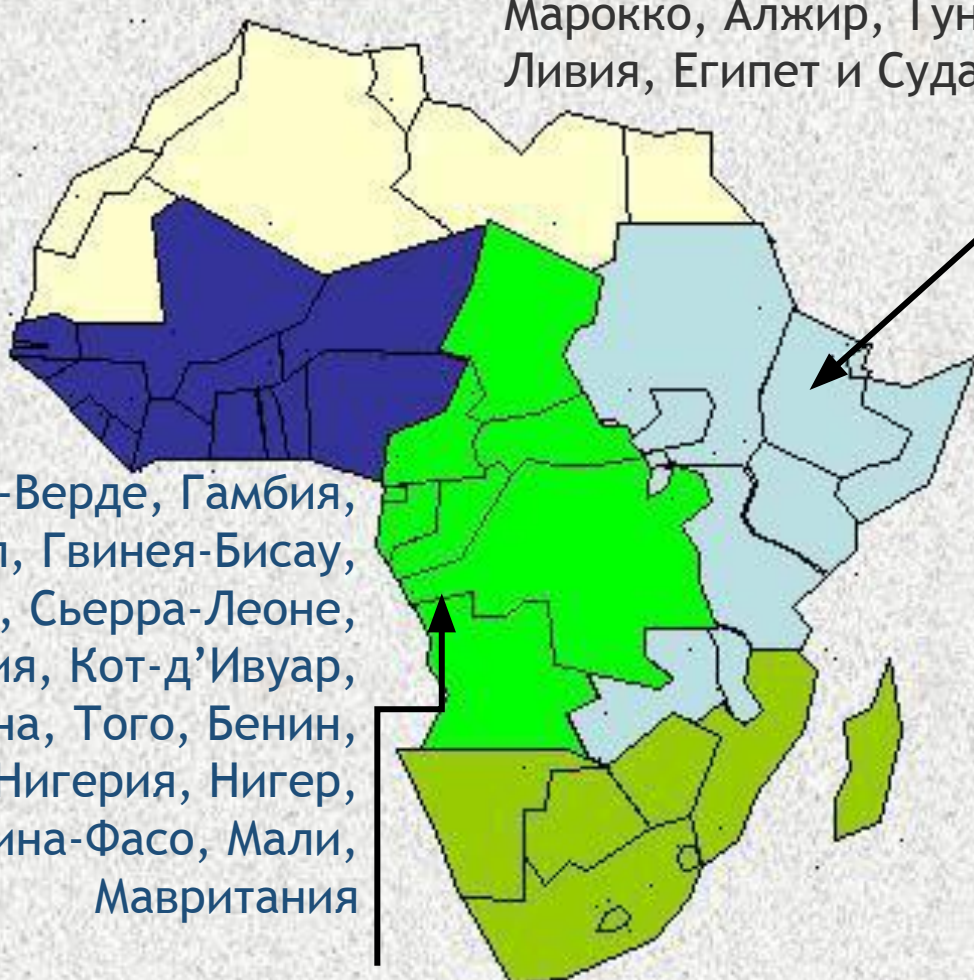 Марокко, Алжир, Тун
Ливия, Египет и Суда
-Верде, Гамбия,
л, Гвинея-Бисау,
, Сьерра-Леоне,
ия, Кот-д’Ивуар,
на, Того, Бенин,
Нигерия, Нигер,
ина-Фасо, Мали,
Мавритания